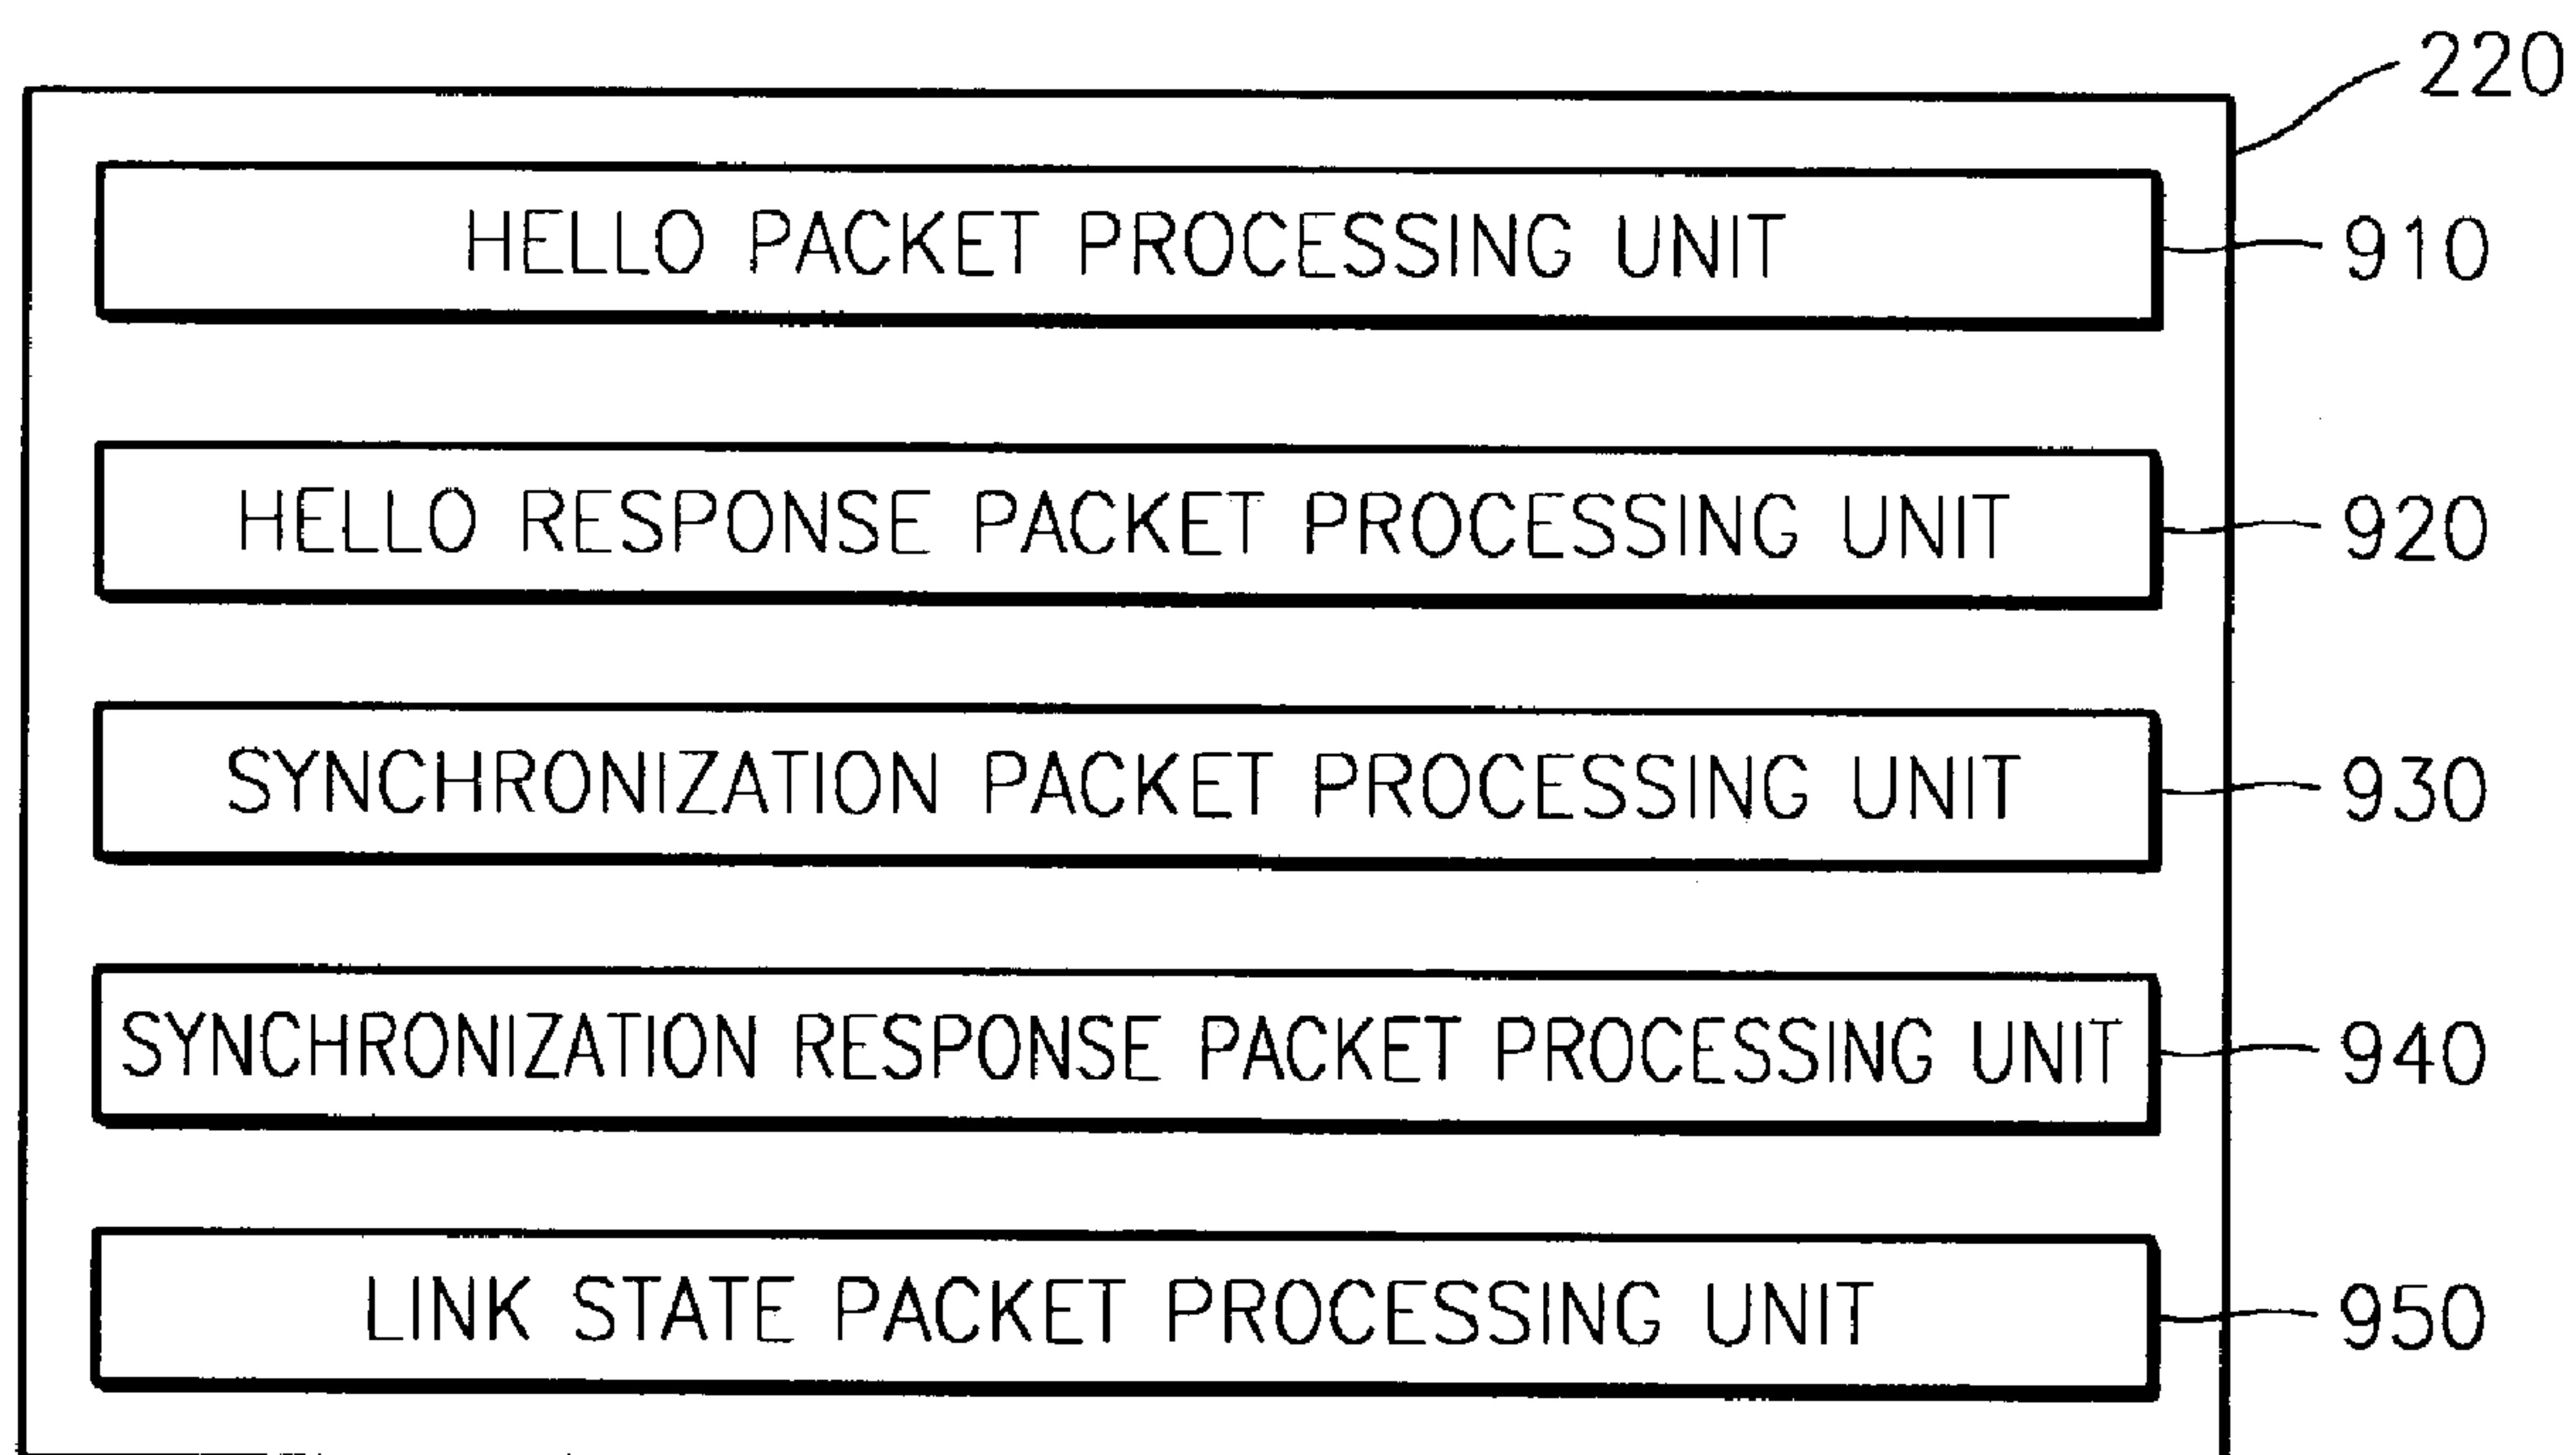 220
HELLO PACKET PROCESSING UNIT
910
HELLO RESPONSE PACKET PROCESSING UNIT
920
SYNCHRONIZATION PACKET PROCESSING UNIT
930
SYNCHRONIZATION RESPONSE PACKET PROCESSING UNIT
940
LINK STATE PACKET PROCESSING UNIT
950